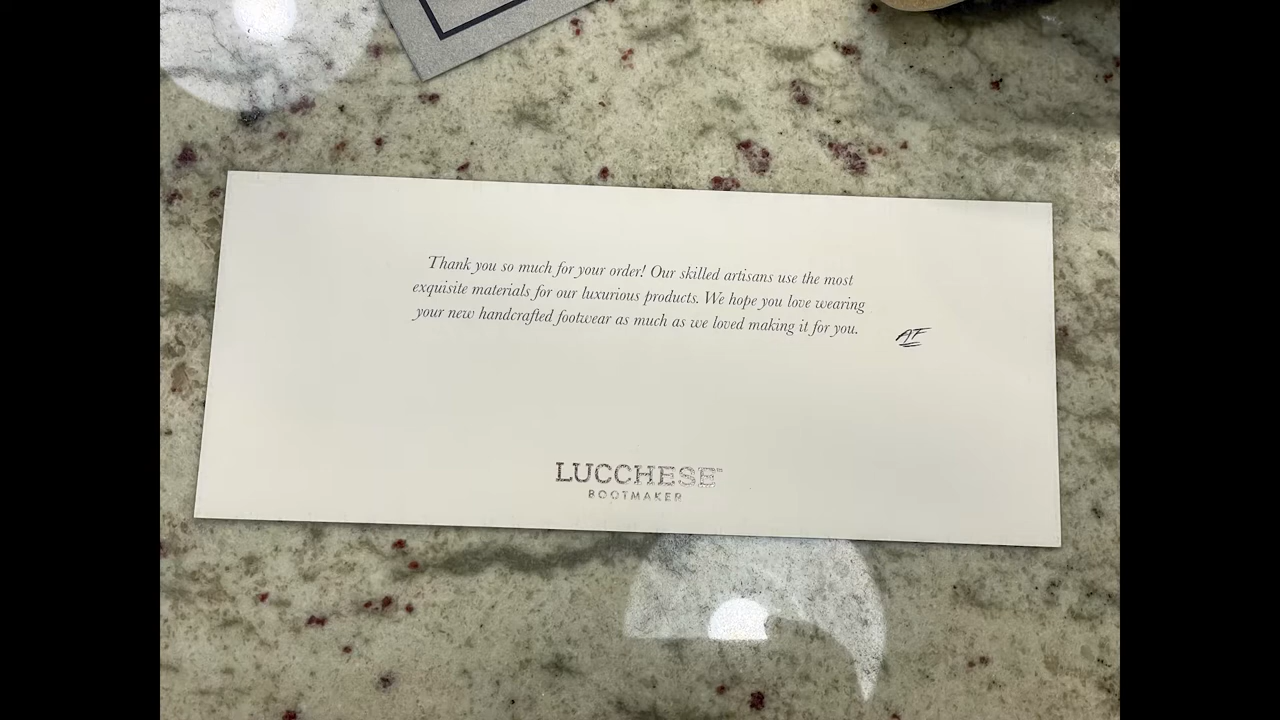 Thank you so much for your order! Our skilled artisans use the most
exquisite materials for our luxurious products. We hope you love wearing
your new handcrafted footwear as much as we loved making it for you.
AF
LUCCHESE™
BOOTMAKER